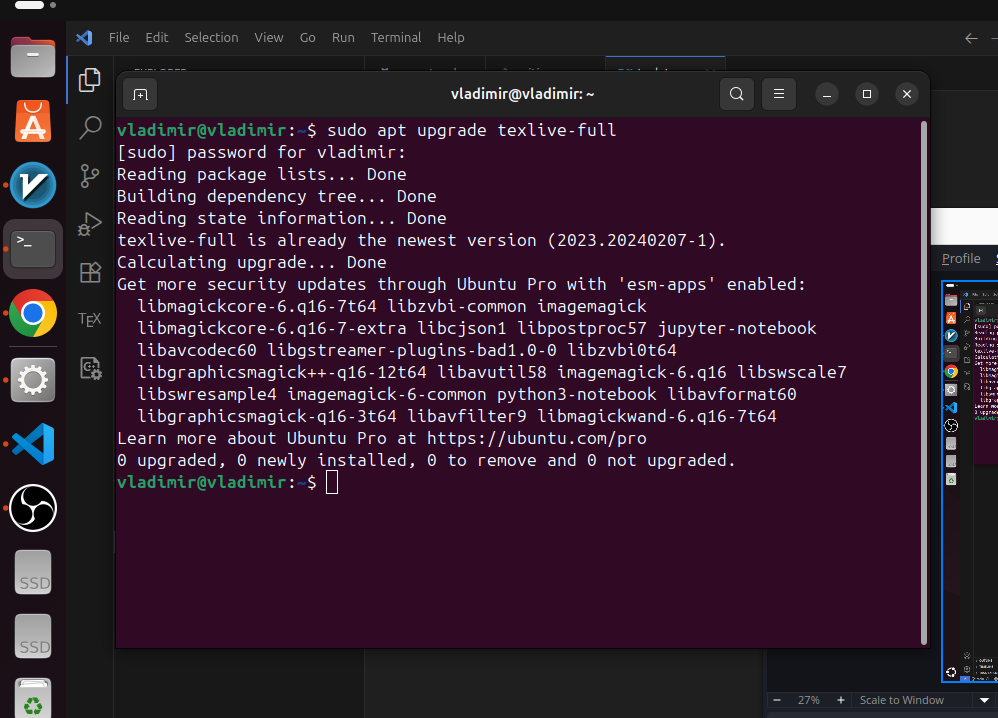 File Edit Selection View Go Run Terminal Help
vladimir@vladimir: ~
vladimir@vladimir:~$ sudo apt upgrade texlive-full
[sudo] password for vladimir:
Reading package lists... Done
Building dependency tree... Done
Reading state information... Done
texlive-full is already the newest version (2023.20240207-1).
Calculating upgrade... Done
Get more security updates through Ubuntu Pro with 'esm-apps' enabled:
libmagickcore-6.q16-7t64 libzvbi-common imagemagick
libmagickcore-6.q16-7-extra libcjson1 libpostproc57 jupyter-notebook
libavcodec60 libgstreamer-plugins-bad1.0-0 libzvbi0t64
libgraphicsmagick++-q16-12t64 libavutil58 imagemagick-6.q16 libswscale7
libswresample4 imagemagick-6-common python3-notebook libavformat60
libgraphicsmagick-q16-3t64 libavfilter9 libmagickwand-6.q16-7t64
Learn more about Ubuntu Pro at https://ubuntu.com/pro
0 upgraded, 0 newly installed, 0 to remove and 0 not upgraded.
vladimir@vladimir:~$
TEX
SSD
SSD
Profile
27% Scale to Window